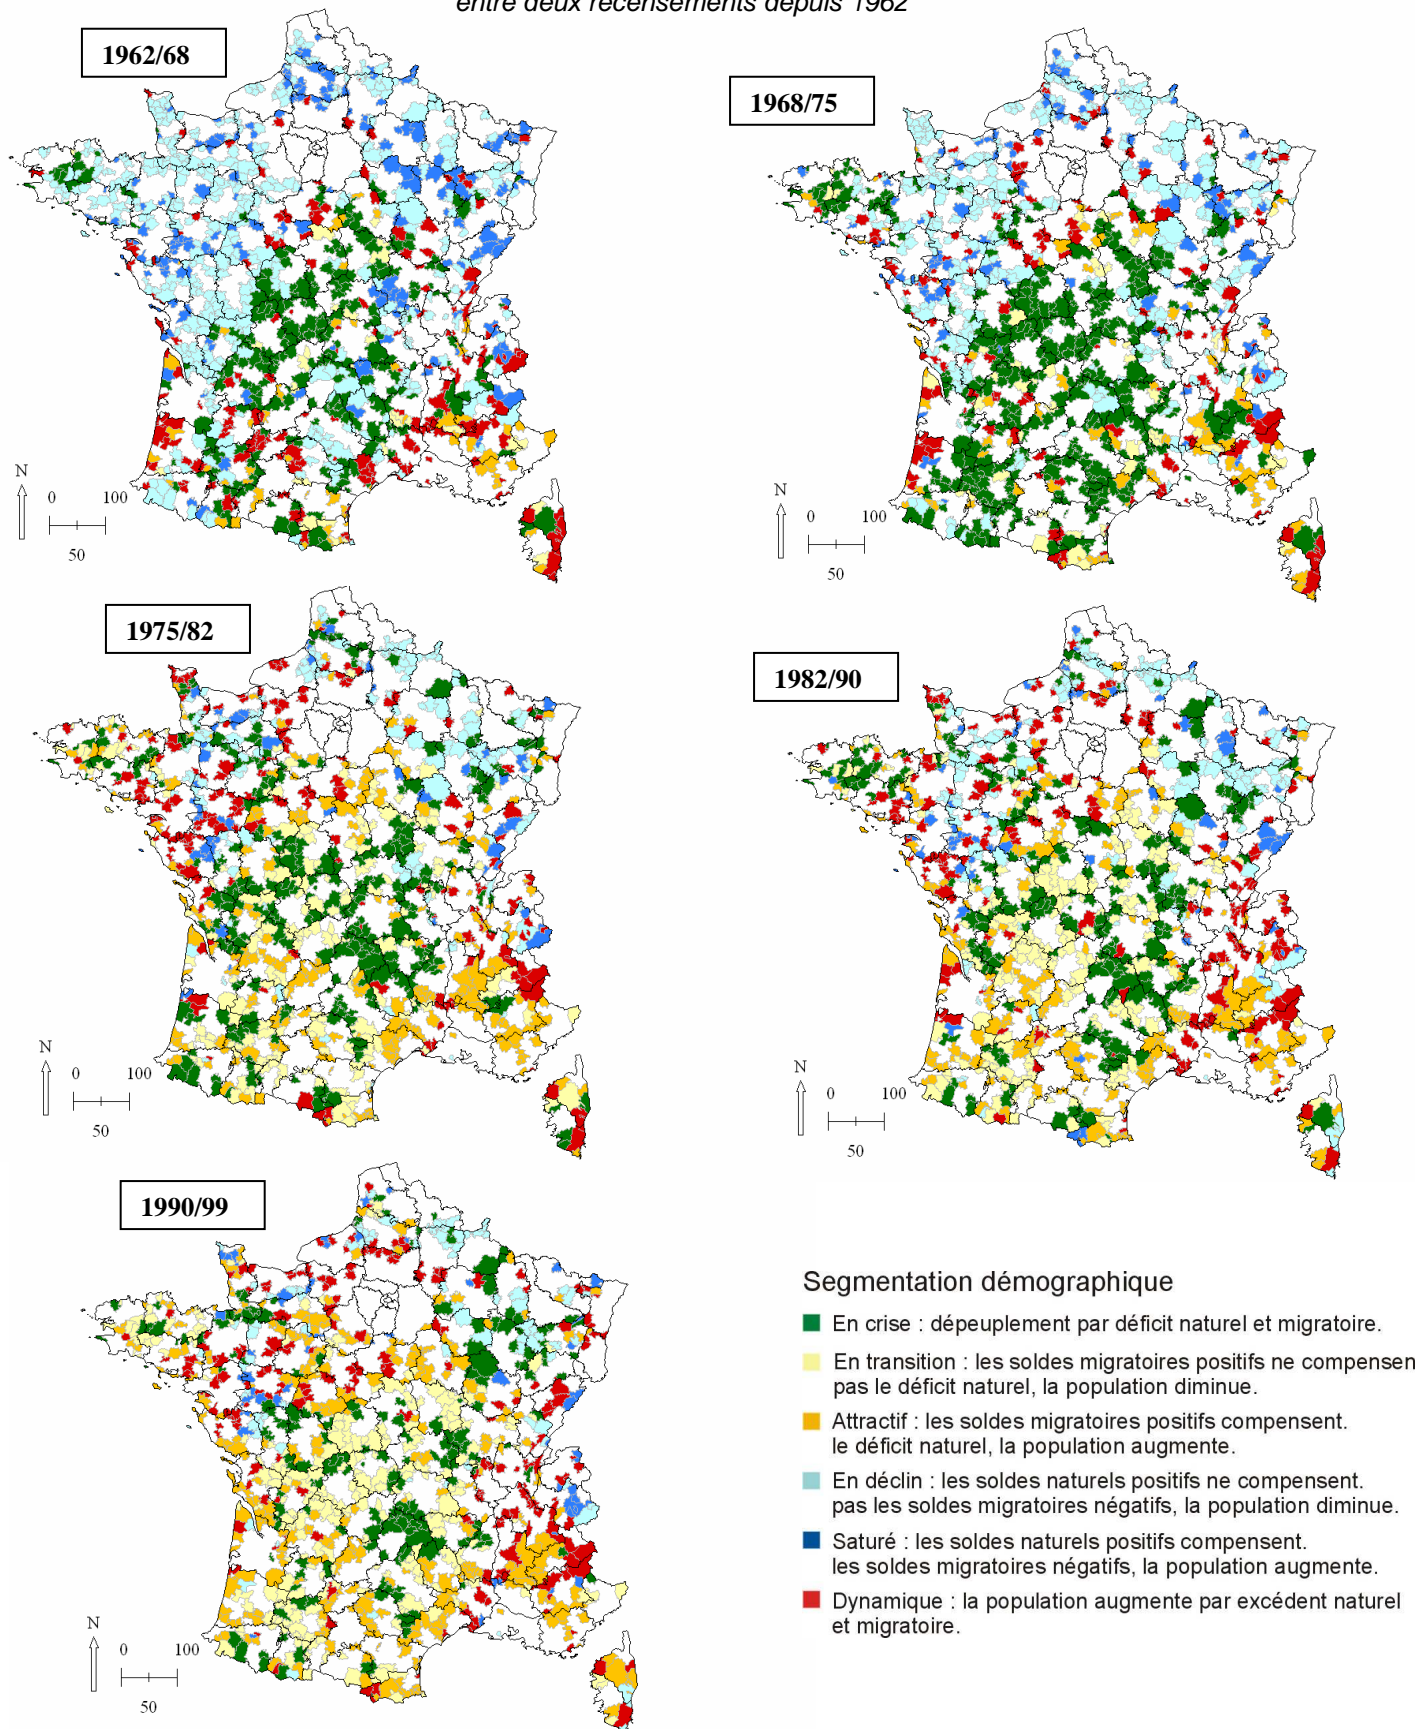 entre deux recensements depuis 1962
1962/68
1968/75
N
0 100
50
N
0 100
50
1975/82
1982/90
N
0 100
50
N
0 100
50
1990/99
N
0 100
50
Segmentation démographique
En crise : dépeuplement par déficit naturel et migratoire.
En transition : les soldes migratoires positifs ne compensen
pas le déficit naturel, la population diminue.
Attractif : les soldes migratoires positifs compensent.
le déficit naturel, la population augmente.
En déclin : les soldes naturels positifs ne compensent.
pas les soldes migratoires négatifs, la population diminue.
Saturé : les soldes naturels positifs compensent.
les soldes migratoires négatifs, la population augmente.
Dynamique : la population augmente par excédent naturel
et migratoire.